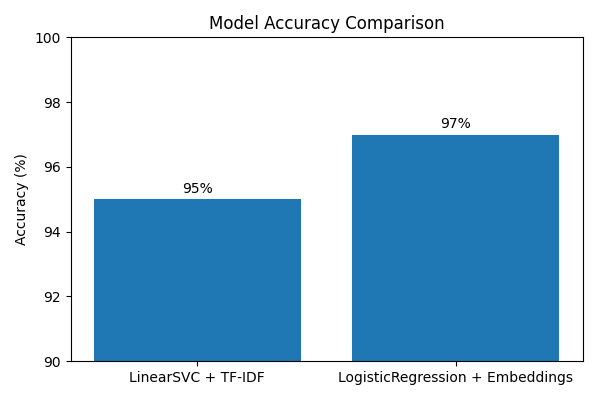 Model Accuracy Comparison
100
98
96
94
92
90
Accuracy (%)
95%
97%
LinearSVC + TF-IDF
LogisticRegression + Embeddings